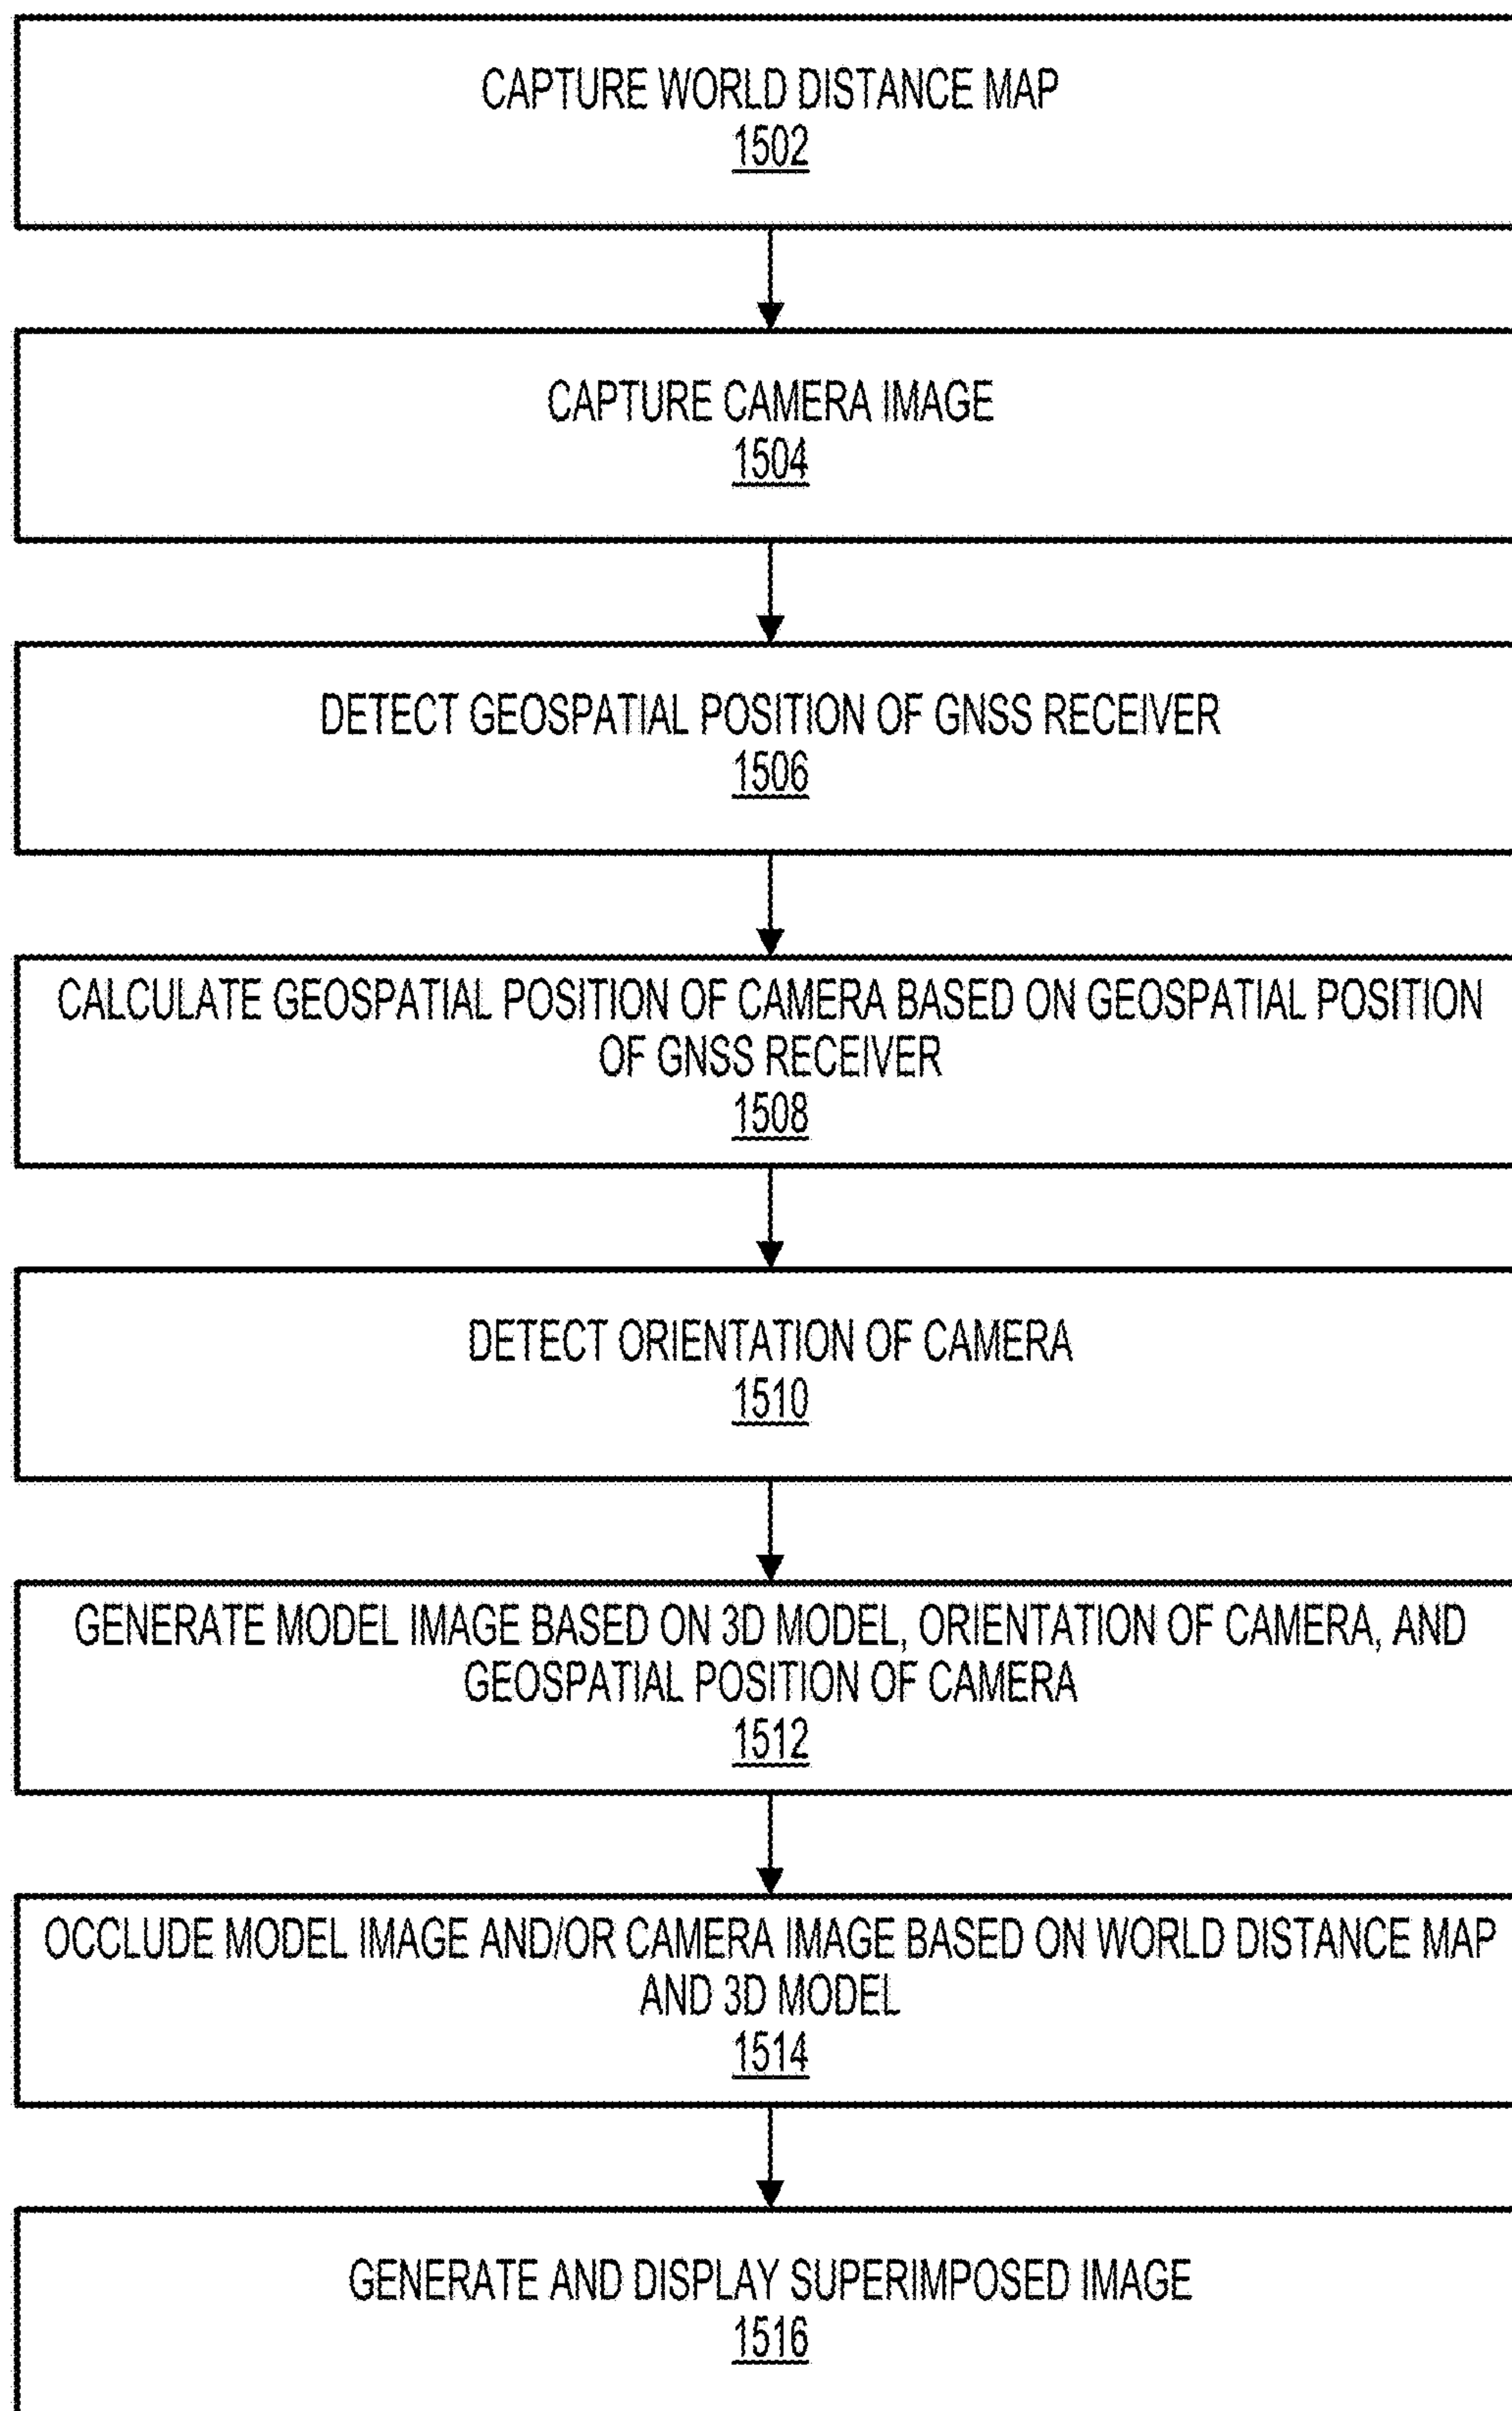 CAPTURE WORLD DISTANCE MAP
1502
CAPTURE CAMERA IMAGE
1504
DETECT GEOSPATIAL POSITION OF GNSS RECEIVER
1506
CALCULATE GEOSPATIAL POSITION OF CAMERA BASED ON GEOSPATIAL POSITION
OF GNSS RECEIVER
1508
DETECT ORIENTATION OF CAMERA
1510
GENERATE MODEL IMAGE BASED ON 3D MODEL, ORIENTATION OF CAMERA, AND
GEOSPATIAL POSITION OF CAMERA
1512
OCCLUDE MODEL IMAGE AND/OR CAMERA IMAGE BASED ON WORLD DISTANCE MAP
AND 3D MODEL
1514
GENERATE AND DISPLAY SUPERIMPOSED IMAGE
1516